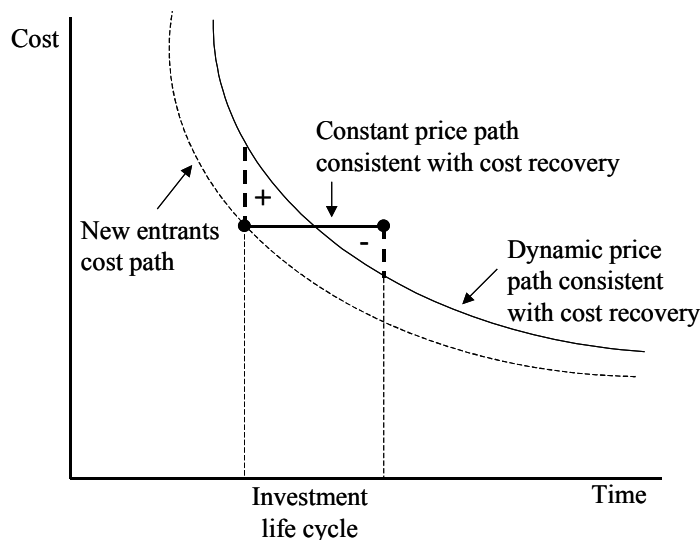 Cost
Constant price path
consistent with cost recovery
+
-
New entrants
cost path
Dynamic price
path consistent
with cost recovery
Investment
life cycle
Time